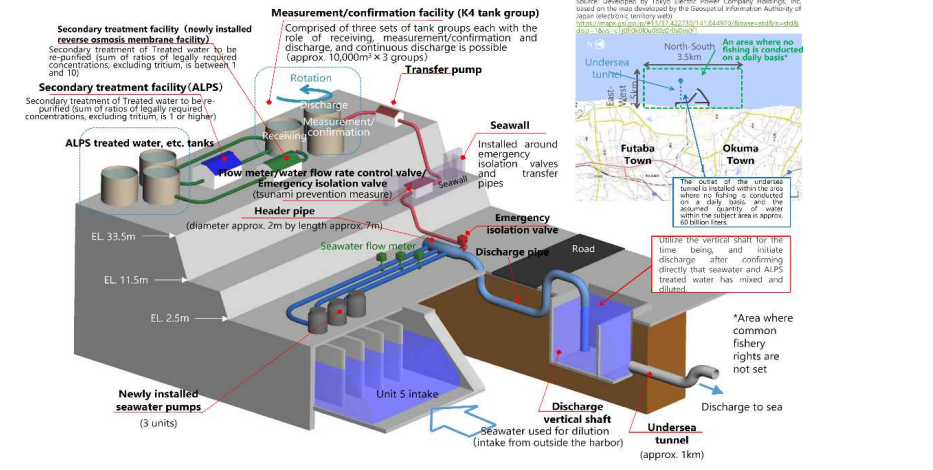 Measurement/confirmation facility (K4 tank group)
Comprised of three sets of tank groups each with the
role of receiving, measurement/confirmation and
discharge, and continuous discharge is possible
(approx. 10,000m³ × 3 groups)
Secondary treatment facility (newly installed
reverse osmosis membrane facility)
Secondary treatment of Treated water to be
re-purified (sum of ratios of legally required
concentrations, excluding tritium, is between 1
and 10)
Secondary treatment facility (ALPS)
Secondary treatment of Treated water to be re-
purified (sum of ratios of legally required
concentrations, excluding tritium, is 1 or higher)
ALPS treated water, etc. tanks
Rotation
Discharge
Measurement/
confirmation
Receiving
Transfer pump
Seawall
Installed around
emergency
isolation valves
and transfer
pipes
Seawall
Flow meter/water flow rate control valve/
Emergency isolation valve
(tsunami prevention measure)
Header pipe
(diameter approx. 2m by length approx. 7m)
Seawater flow meter
Emergency
isolation valve
Discharge pipe
Road
EL. 33.5m
EL. 11.5m
EL. 2.5m
Newly installed
seawater pumps
(3 units)
Unit 5 intake
Seawater used for dilution
(intake from outside the harbor)
Discharge
vertical shaft
Undersea
tunnel
(approx. 1km)
Discharge to sea
Source: Developed by Tokyo Electric Power Company Holdings, Inc.
based on the map developed by the Geospatial Information Authority of
Japan (electronic territory web)
N
North-South
3.5km
An area where no
fishing is conducted
on a daily basis*
Undersea
tunnel
East-
West
1.5km
Futaba
Town
Okuma
Town
The outlet of the undersea
tunnel is installed within the area
where no fishing is conducted
on a daily basis, and the
assumed quantity of water
within the subject area is approx.
60 billion liters.
Utilize the vertical shaft for the
time being, and initiate
discharge after confirming
directly that seawater and ALPS
treated water has mixed and
diluted.
*Area where
common
fishery
rights are
not set